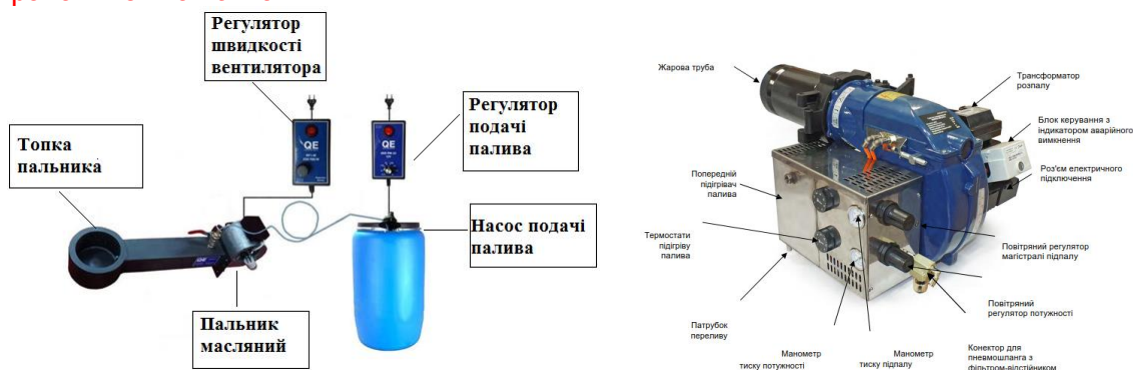 Регулятор
швидкості
вентилятора
Топка
пальника
QE
QE
Регулятор
подачі
палива
Насос подачі
палива
Пальник
масляний
Жарова труба
Трансформатор
розпалу
Блок керування з
індикатором аварійного
вимкнення
Роз'єм електричного
підключення
Попередній
підігрівач
палива
Термостати
підігріву
палива
Повітряний регулятор
магістралі підпалу
Повітряний
регулятор потужності
Патрубок
переливу
Манометр
тиску потужності
Манометр
тиску підпалу
Конектор для
пневмошланга з
фільтром-відстійником